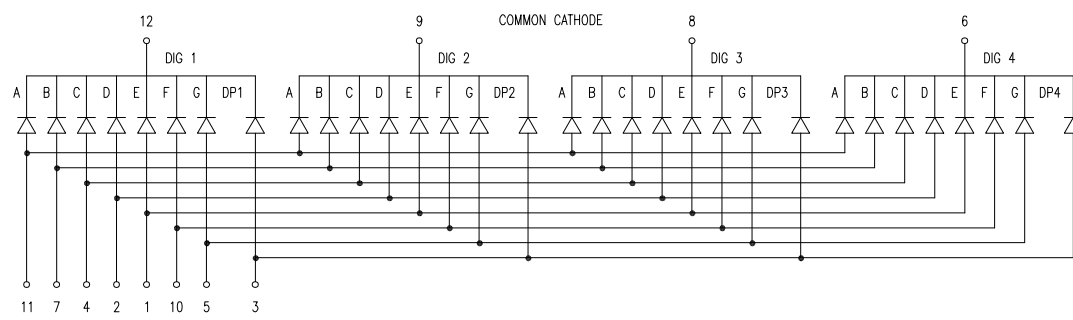 12 9 COMMON CATHODE 8 6
DIG 1 DIG 2 DIG 3 DIG 4
A B C D E F G DP1 A B C D E F G DP2 A B C D E F G DP3 A B C D E F G DP4
11 7 4 2 1 10 5 3